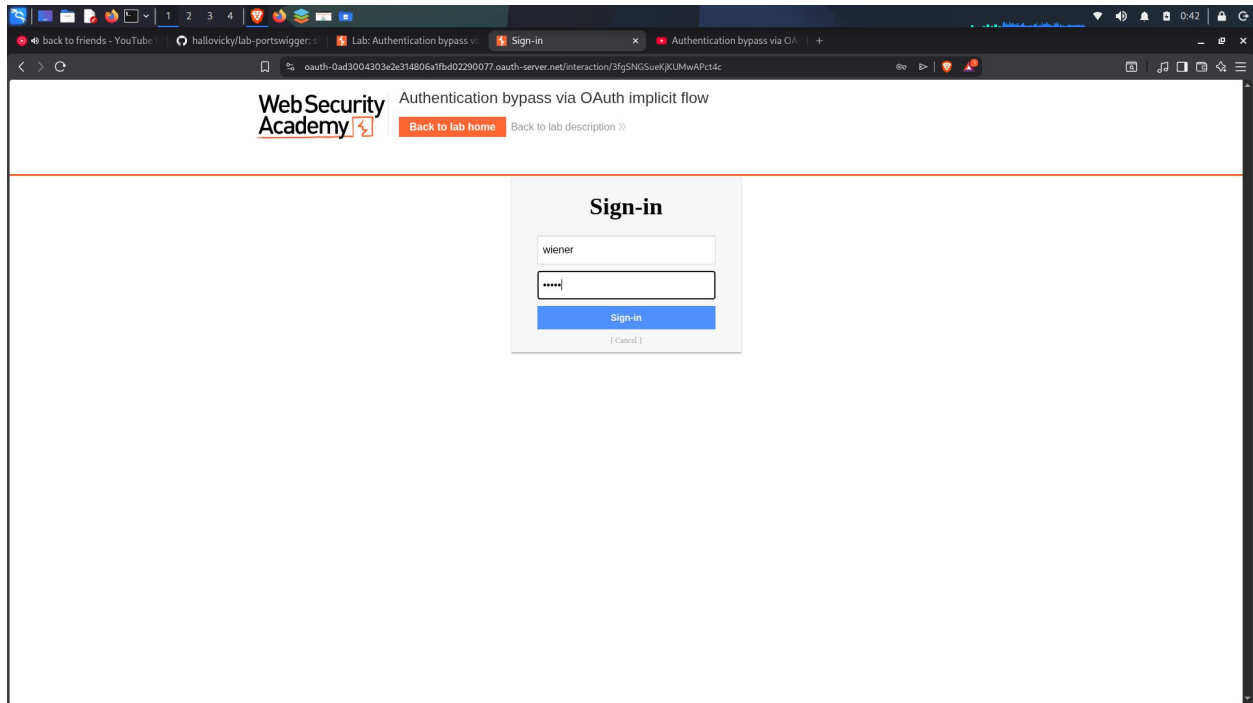 1 2 3 4
0:42
back to friends - YouTube
hallovicky/lab-portswigger: s
Lab: Authentication bypass vi
Sign-in
Authentication bypass via OA
oauth-0ad3004303e2e314806a1fbd02290077.oauth-server.net/interaction/3fgSNGSueKjKUMwAPct4c
Web Security
Academy
Authentication bypass via OAuth implicit flow
Back to lab home
Back to lab description
Sign-in
wiener
•••••
Sign-in
[ Cancel ]